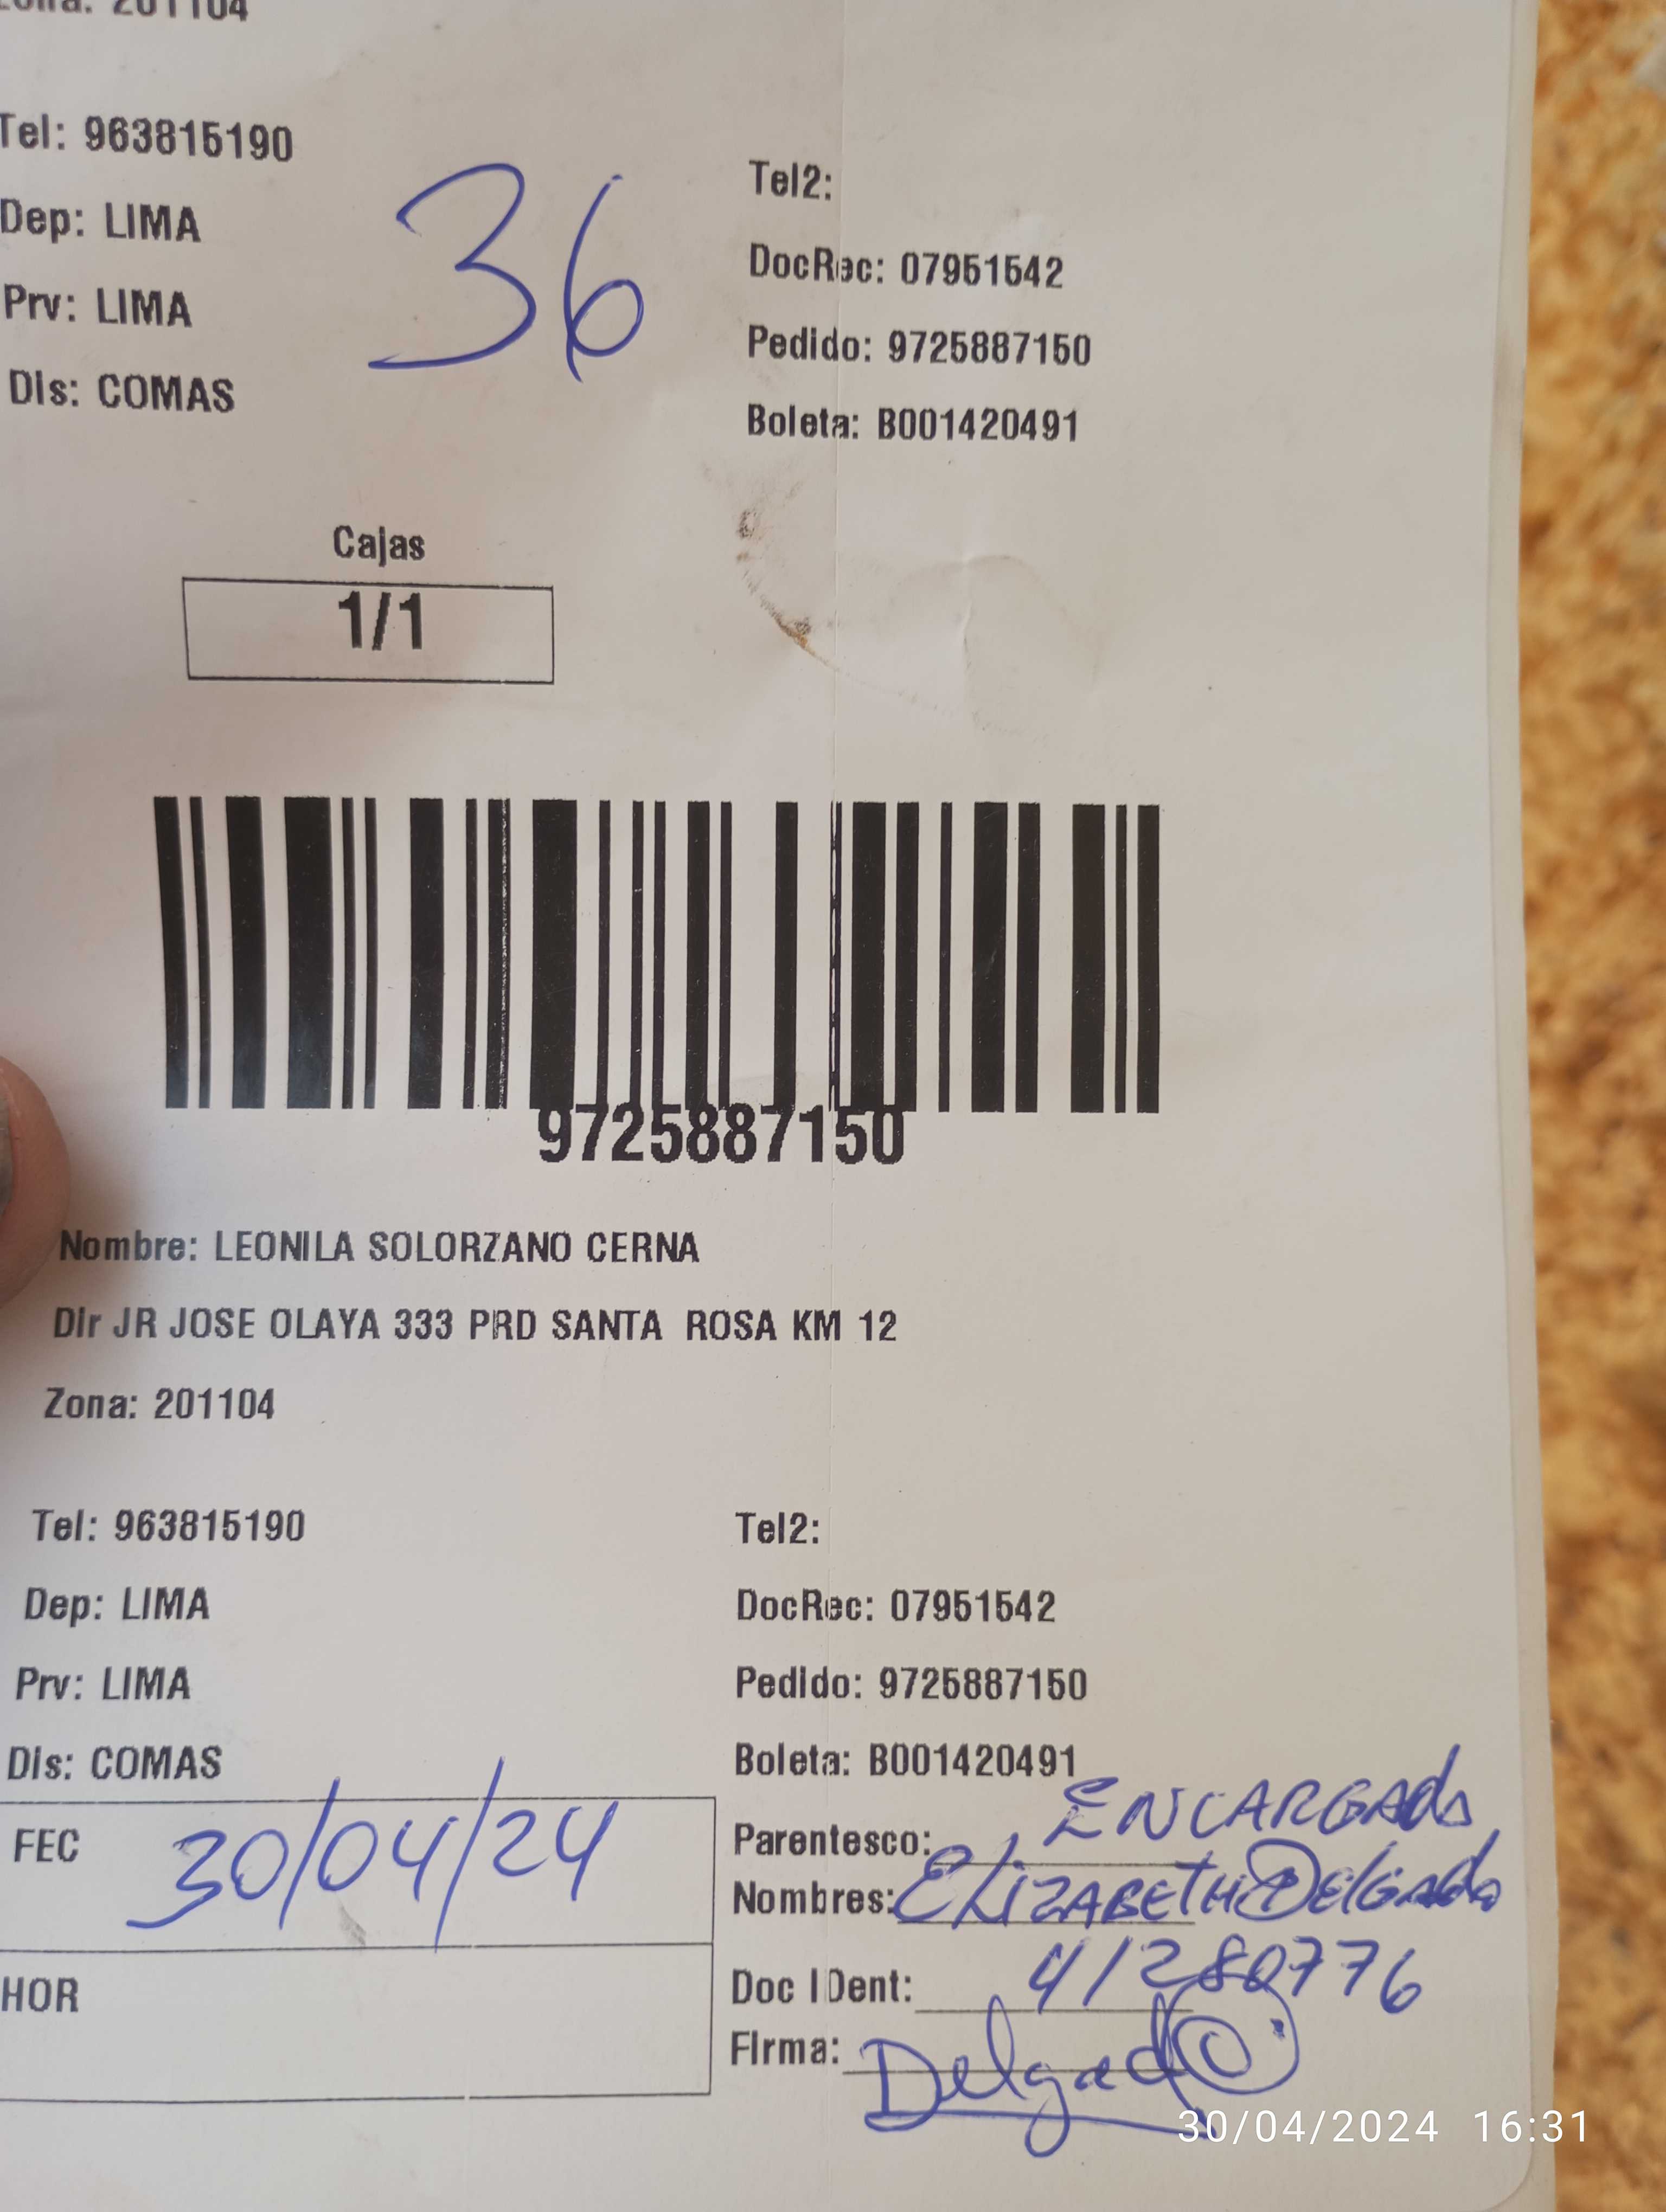 Zona: 201104
Tel: 963815190
Tel2:
Dep: LIMA
36
DocRec: 07951542
Prv: LIMA
Pedido: 9725887150
Dis: COMAS
Boleta: B001420491
Cajas
1/1
9725887150
Nombre: LEONILA SOLORZANO CERNA
Dir JR JOSE OLAYA 333 PRD SANTA ROSA KM 12
Zona: 201104
Tel: 963815190
Tel2:
Dep: LIMA
DocRec: 07951542
Prv: LIMA
Pedido: 9725887150
Dis: COMAS
Boleta: B001420491
FEC 30/04/24
Parentesco: ENCARGADO
Nombres: ELIZABETH DELGADO
HOR
Doc IDent: 41280776
Firma: Delgado
30/04/2024 16:31